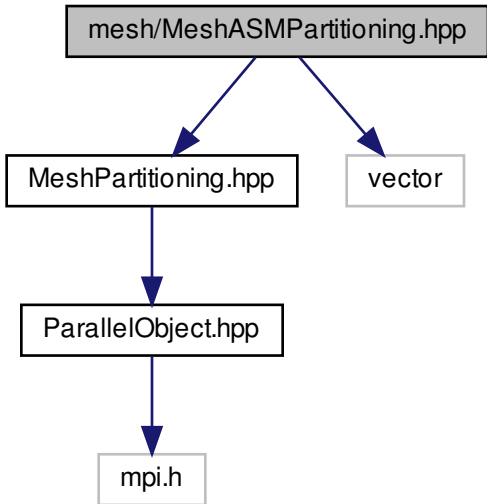 mesh/MeshASMPartitioning.hpp
MeshPartitioning.hpp
vector
ParallelObject.hpp
mpi.h